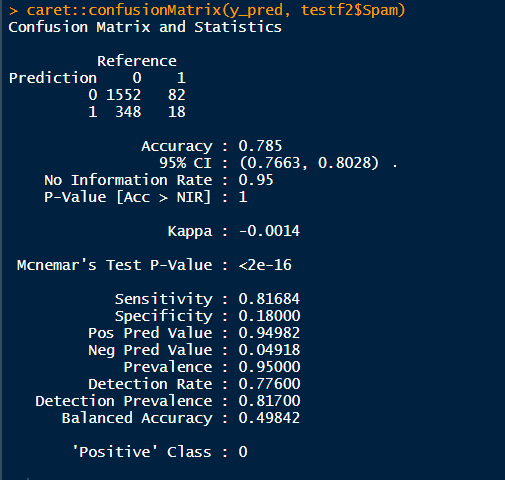 > caret::confusionMatrix(y_pred, testf2$Spam)
Confusion Matrix and Statistics
Reference
Prediction 0 1
0 1552 82
1 348 18
Accuracy : 0.785
95% CI : (0.7663, 0.8028) .
No Information Rate : 0.95
P-Value [Acc > NIR] : 1
Kappa : -0.0014
Mcnemar's Test P-Value : <2e-16
Sensitivity : 0.81684
Specificity : 0.18000
Pos Pred Value : 0.94982
Neg Pred Value : 0.04918
Prevalence : 0.95000
Detection Rate : 0.77600
Detection Prevalence : 0.81700
Balanced Accuracy : 0.49842
'Positive' Class : 0